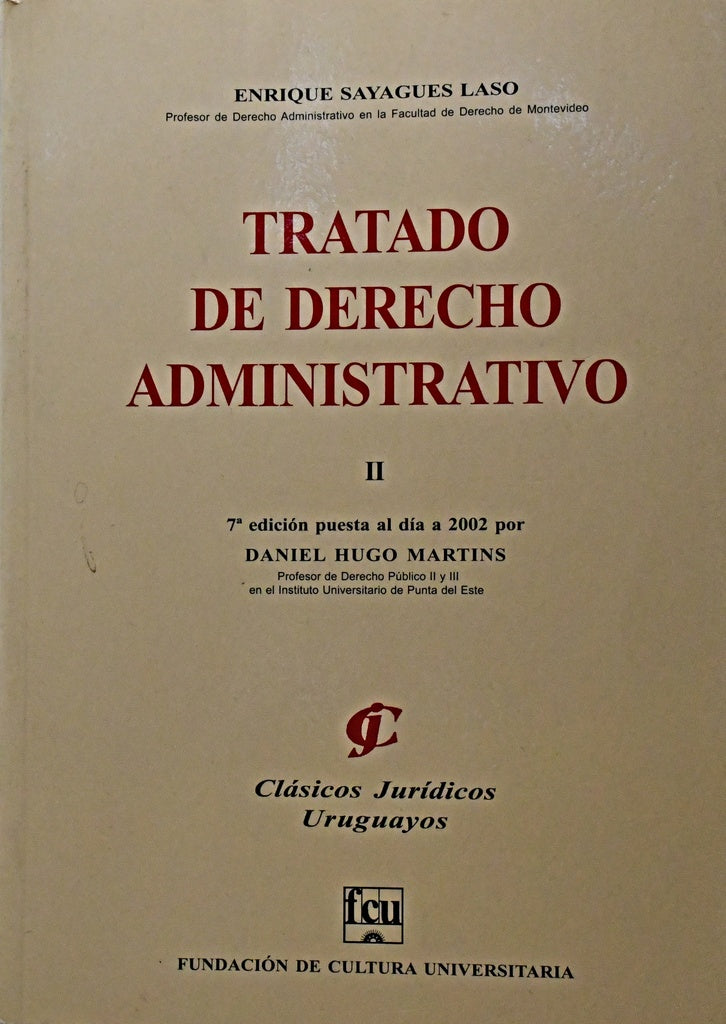 ENRIQUE SAYAGUES LASO
Profesor de Derecho Administrativo en la Facultad de Derecho de Montevideo
TRATADO
DE DERECHO
ADMINISTRATIVO
II
7ª edición puesta al día a 2002 por
DANIEL HUGO MARTINS
Profesor de Derecho Público II y III
en el Instituto Universitario de Punta del Este
CJ
Clásicos Jurídicos
Uruguayos
fcu
FUNDACIÓN DE CULTURA UNIVERSITARIA